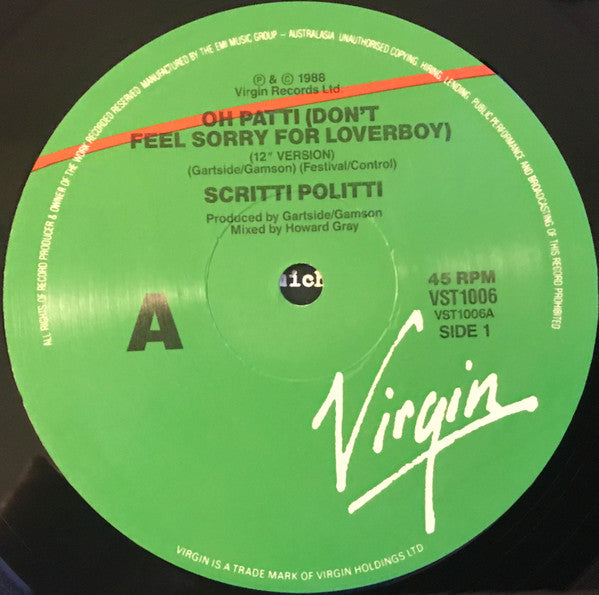 ALL RIGHTS OF RECORD PRODUCER & OWNER OF THE WORK RECORDED RESERVED. MANUFACTURED BY THE EMI MUSIC GROUP – AUSTRALASIA UNAUTHORISED COPYING, HIRING, LENDING, PUBLIC PERFORMANCE AND BROADCASTING OF THIS RECORD PROHIBITED
℗ & © 1988
Virgin Records Ltd
OH PATTI (DON'T
FEEL SORRY FOR LOVERBOY)
(12" VERSION)
(Gartside/Gamson) (Festival/Control)
SCRITTI POLITTI
Produced by Gartside/Gamson
Mixed by Howard Gray
A
45 RPM
VST1006
VST1006A
SIDE 1
Virgin
VIRGIN IS A TRADE MARK OF VIRGIN HOLDINGS LTD